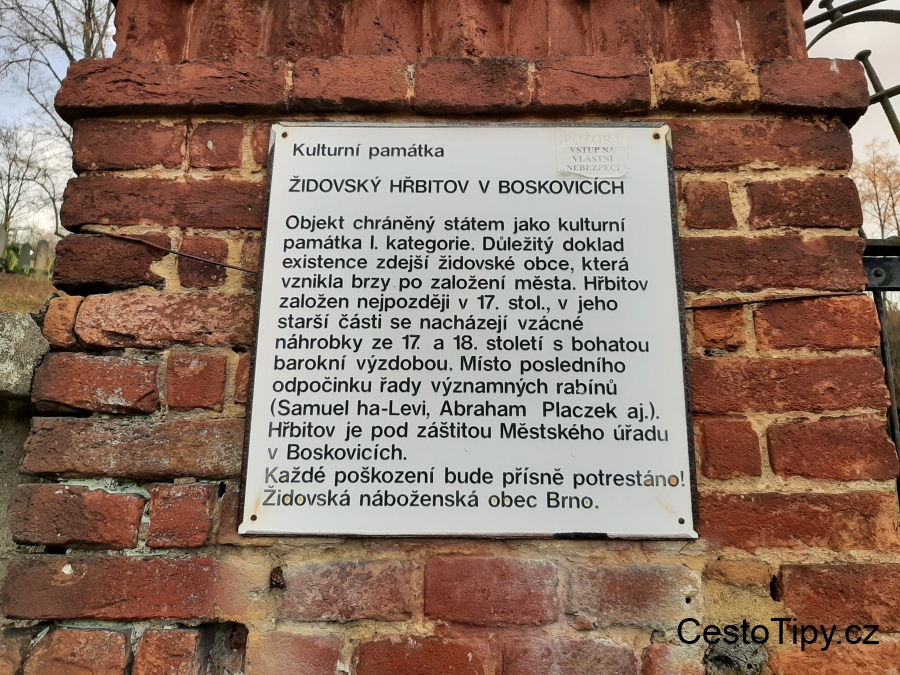 Kulturní památka
POZOR!
VSTUP NA
VLASTNÍ
NEBEZPEČÍ
ŽIDOVSKÝ HŘBITOV V BOSKOVICÍCH
Objekt chráněný státem jako kulturní
památka I. kategorie. Důležitý doklad
existence zdejší židovské obce, která
vznikla brzy po založení města. Hřbitov
založen nejpozději v 17. stol., v jeho
starší části se nacházejí vzácné
náhrobky ze 17. a 18. století s bohatou
barokní výzdobou. Místo posledního
odpočinku řady významných rabínů
(Samuel ha-Levi, Abraham Placzek aj.).
Hřbitov je pod záštitou Městského úřadu
v Boskovicích.
Každé poškození bude přísně potrestáno!
Židovská náboženská obec Brno.
CestoTipy.cz